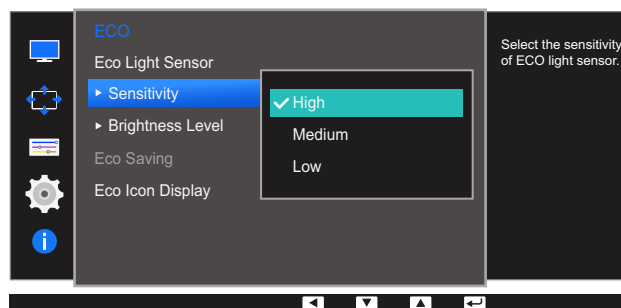 ECO
Eco Light Sensor
▸ Sensitivity
▸ Brightness Level
Eco Saving
Eco Icon Display
✓ High
Medium
Low
Select the sensitivity
of ECO light sensor.